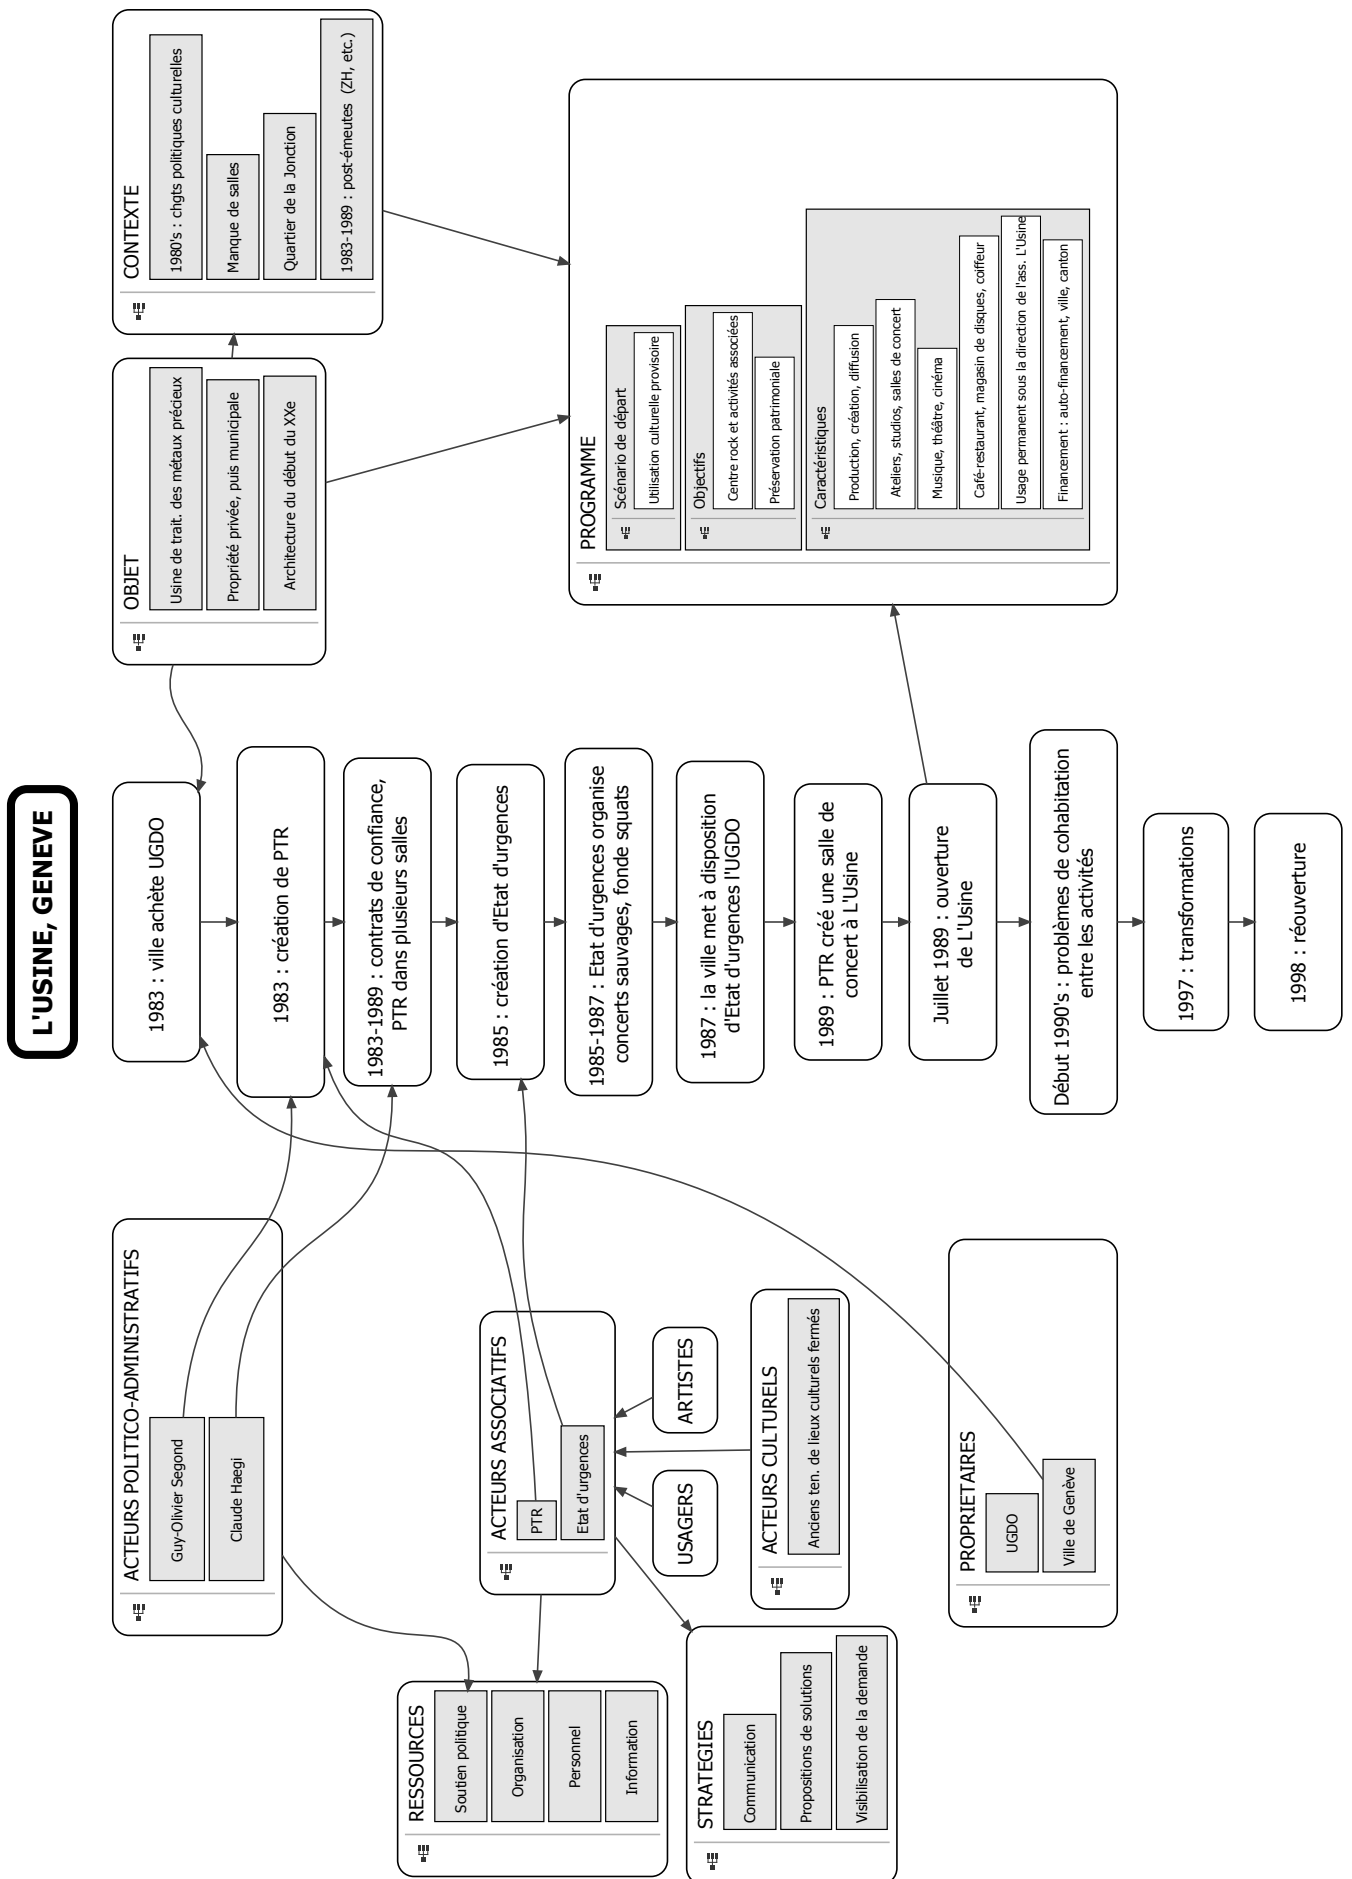 L'USINE, GENEVE
RESSOURCES
Soutien politique
Organisation
Personnel
Information
STRATEGIES
Communication
Propositions de solutions
Visibilisation de la demande
ACTEURS POLITICO-ADMINISTRATIFS
Guy-Olivier Segond
Claude Haegi
ACTEURS ASSOCIATIFS
PTR
Etat d'urgences
USAGERS
ARTISTES
ACTEURS CULTURELS
Anciens ten. de lieux culturels fermés
PROPRIETAIRES
UGDO
Ville de Genève
1983 : ville achète UGDO
1983 : création de PTR
1983-1989 : contrats de confiance,
PTR dans plusieurs salles
1985 : création d'Etat d'urgences
1985-1987 : Etat d'urgences organise
concerts sauvages, fonde squats
1987 : la ville met à disposition
d'Etat d'urgences l'UGDO
1989 : PTR créé une salle de
concert à L'Usine
Juillet 1989 : ouverture
de L'Usine
Début 1990's : problèmes de cohabitation
entre les activités
1997 : transformations
1998 : réouverture
OBJET
Usine de trait. des métaux précieux
Propriété privée, puis municipale
Architecture du début du XXe
CONTEXTE
1980's : chgts politiques culturelles
Manque de salles
Quartier de la Jonction
1983-1989 : post-émeutes (ZH, etc.)
PROGRAMME
Scénario de départ
Utilisation culturelle provisoire
Objectifs
Centre rock et activités associées
Préservation patrimoniale
Caractéristiques
Production, création, diffusion
Ateliers, studios, salles de concert
Musique, théâtre, cinéma
Café-restaurant, magasin de disques, coiffeur
Usage permanent sous la direction de l'ass. L'Usine
Financement : auto-financement, ville, canton